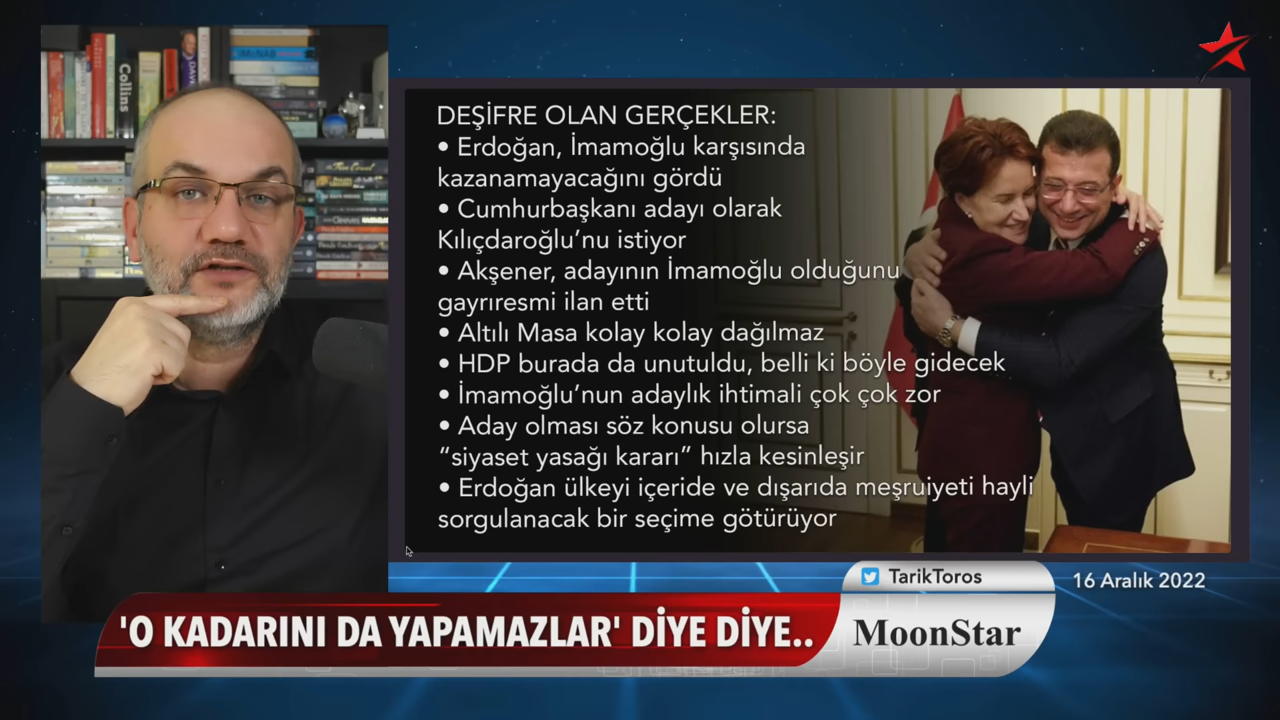 Collins
DEŞİFRE OLAN GERÇEKLER:
• Erdoğan, İmamoğlu karşısında
kazanamayacağını gördü
• Cumhurbaşkanı adayı olarak
Kılıçdaroğlu’nu istiyor
• Akşener, adayının İmamoğlu olduğunu
gayrıresmi ilan etti
• Altılı Masa kolay kolay dağılmaz
• HDP burada da unutuldu, belli ki böyle gidecek
• İmamoğlu’nun adaylık ihtimali çok çok zor
• Aday olması söz konusu olursa
“siyaset yasağı kararı” hızla kesinleşir
• Erdoğan ülkeyi içeride ve dışarıda meşruiyeti hayli
sorgulanacak bir seçime götürüyor
TarikToros
16 Aralık 2022
'O KADARINI DA YAPAMAZLAR' DİYE DİYE..
MoonStar